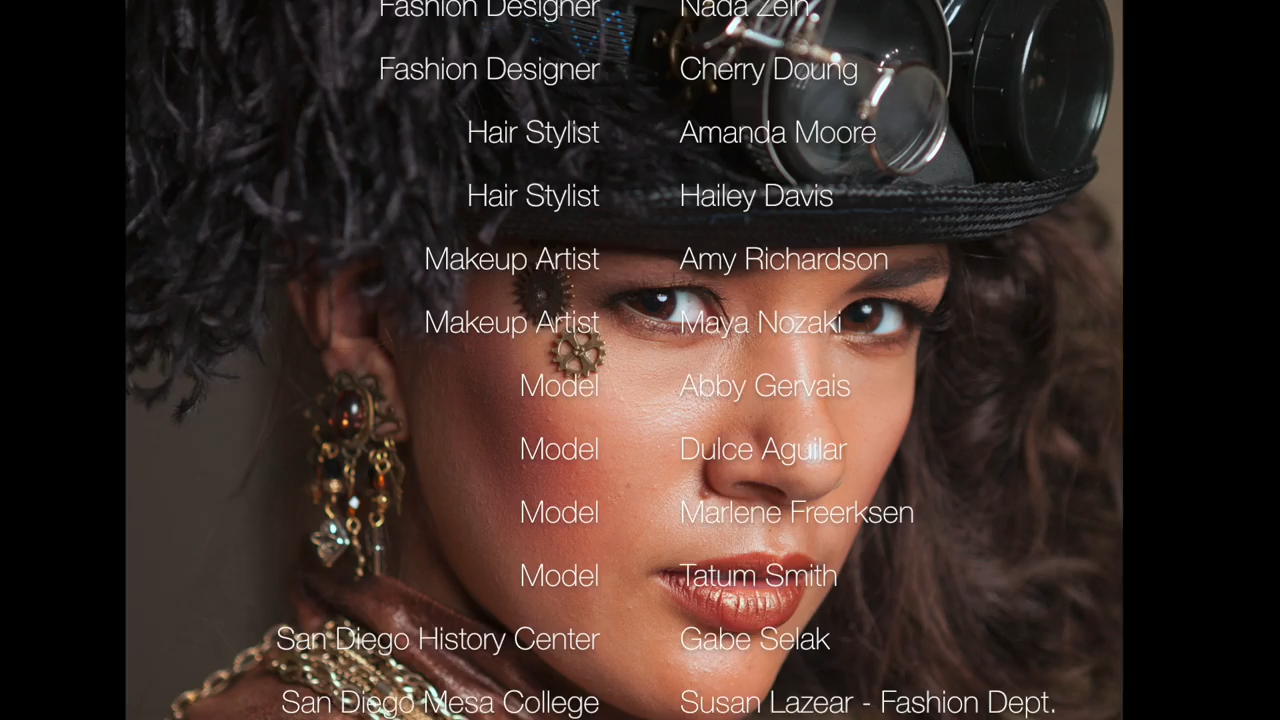 Fashion Designer Nada Zein
Fashion Designer Cherry Doung
Hair Stylist Amanda Moore
Hair Stylist Hailey Davis
Makeup Artist Amy Richardson
Makeup Artist Maya Nozaki
Model Abby Gervais
Model Dulce Aguilar
Model Marlene Freerksen
Model Tatum Smith
San Diego History Center Gabe Selak
San Diego Mesa College Susan Lazear - Fashion Dept.